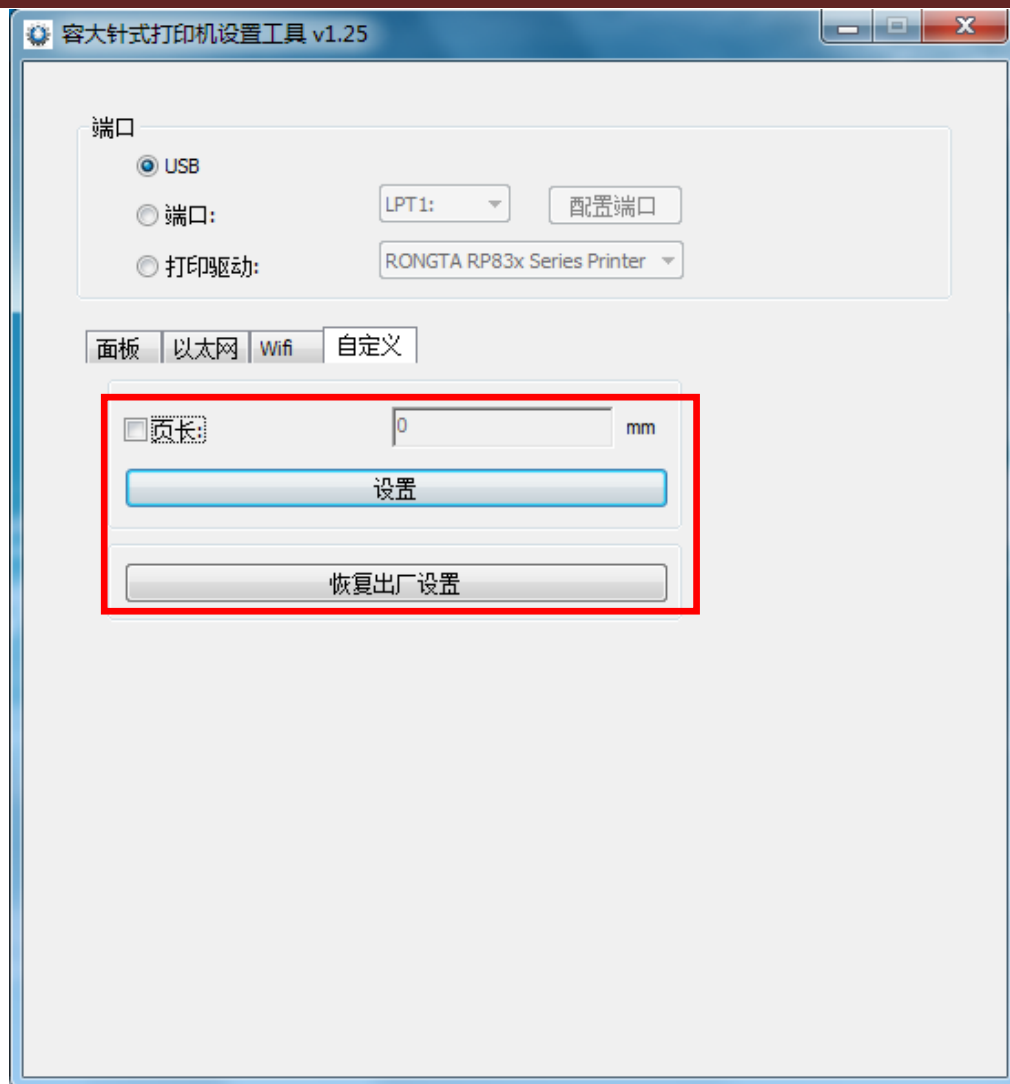 容大针式打印机设置工具 v1.25
端口
USB
端口: LPT1: 配置端口
打印驱动: RONGTA RP83x Series Printer
面板 以太网 Wifi 自定义
页长: 0 mm
设置
恢复出厂设置